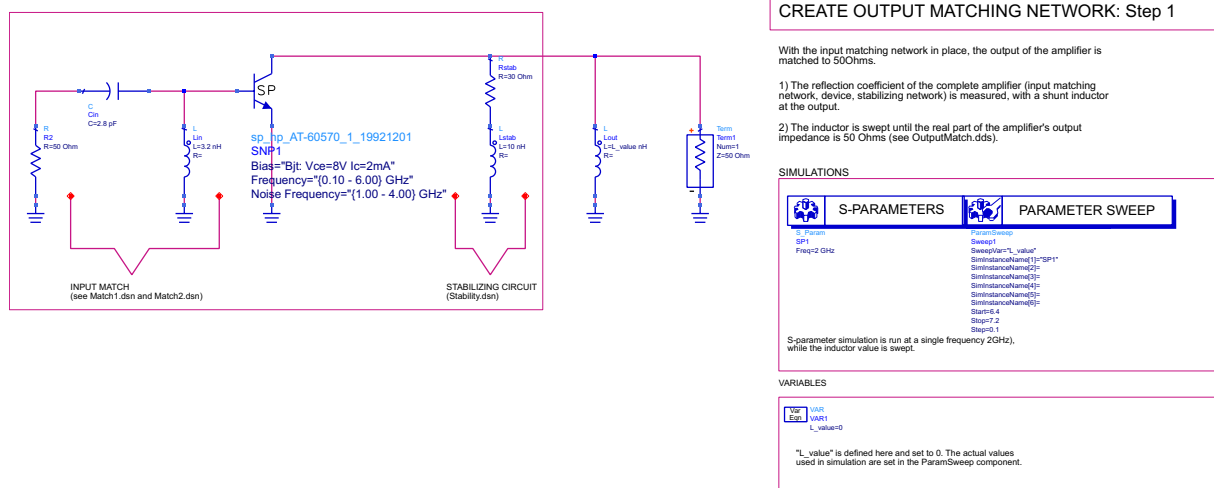 CREATE OUTPUT MATCHING NETWORK: Step 1
With the input matching network in place, the output of the amplifier is
matched to 50Ohms.
1) The reflection coefficient of the complete amplifier (input matching
network, device, stabilizing network) is measured, with a shunt inductor
at the output.
2) The inductor is swept until the real part of the amplifier's output
impedance is 50 Ohms (see OutputMatch.dds).
SIMULATIONS
S-PARAMETERS
PARAMETER SWEEP
S_Param
SP1
Freq=2 GHz
ParamSweep
Sweep1
SweepVar="L_value"
SimInstanceName[1]="SP1"
SimInstanceName[2]=
SimInstanceName[3]=
SimInstanceName[4]=
SimInstanceName[5]=
SimInstanceName[6]=
Start=6.4
Stop=7.2
Step=0.1
S-parameter simulation is run at a single frequency 2GHz),
while the inductor value is swept.
VARIABLES
Var
Eqn
VAR
VAR1
L_value=0
"L_value" is defined here and set to 0. The actual values
used in simulation are set in the ParamSweep component.
R
R2
R=50 Ohm
C
Cin
C=2.8 pF
L
Lin
L=3.2 nH
R=
SP
sp_hp_AT-60570_1_19921201
SNP1
Bias="Bjt: Vce=8V Ic=2mA"
Frequency="{0.10 - 6.00} GHz"
Noise Frequency="{1.00 - 4.00} GHz"
R
Rstab
R=30 Ohm
L
Lstab
L=10 nH
R=
L
Lout
L=L_value nH
R=
+
-
Term
Term1
Num=1
Z=50 Ohm
INPUT MATCH
(see Match1.dsn and Match2.dsn)
STABILIZING CIRCUIT
(Stability.dsn)